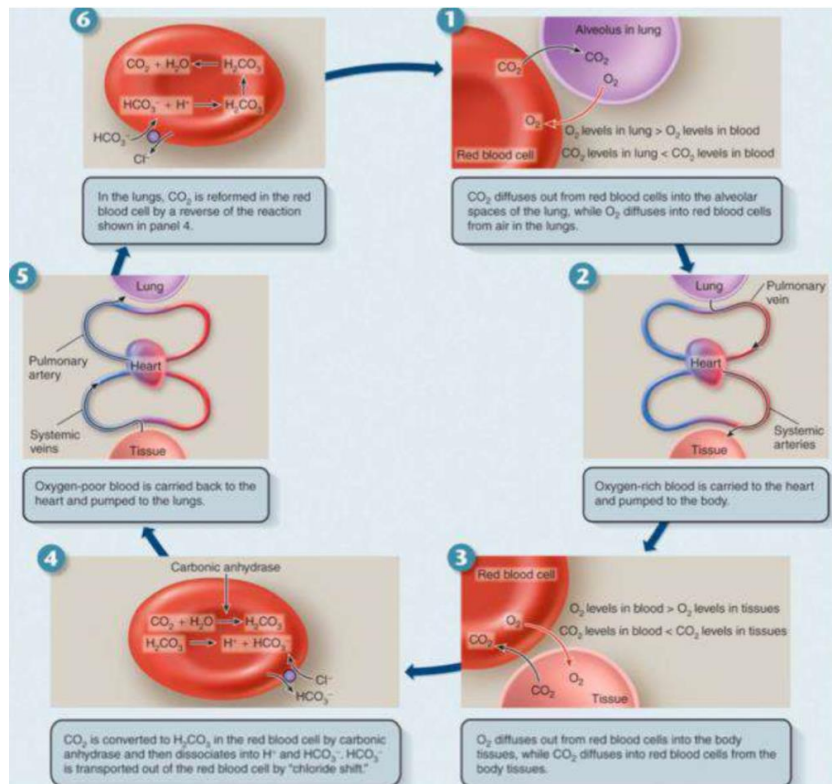 1
Alveolus in lung
CO₂
CO₂
O₂
O₂
O₂ levels in lung > O₂ levels in blood
Red blood cell
CO₂ levels in lung < CO₂ levels in blood
CO₂ diffuses out from red blood cells into the alveolar
spaces of the lung, while O₂ diffuses into red blood cells
from air in the lungs.
2
Lung
Pulmonary
vein
Heart
Systemic
arteries
Tissue
Oxygen-rich blood is carried to the heart
and pumped to the body.
3
Red blood cell
O₂
O₂ levels in blood > O₂ levels in tissues
CO₂
CO₂ levels in blood < CO₂ levels in tissues
O₂
CO₂
Tissue
O₂ diffuses out from red blood cells into the body
tissues, while CO₂ diffuses into red blood cells from the
body tissues.
4
Carbonic anhydrase
CO₂ + H₂O → H₂CO₃
H₂CO₃ → H⁺ + HCO₃⁻
Cl⁻
HCO₃⁻
CO₂ is converted to H₂CO₃ in the red blood cell by carbonic
anhydrase and then dissociates into H⁺ and HCO₃⁻. HCO₃⁻
is transported out of the red blood cell by "chloride shift."
5
Lung
Pulmonary
artery
Heart
Systemic
veins
Tissue
Oxygen-poor blood is carried back to the
heart and pumped to the lungs.
6
CO₂ + H₂O ← H₂CO₃
HCO₃⁻ + H⁺ → H₂CO₃
HCO₃⁻
Cl⁻
In the lungs, CO₂ is reformed in the red
blood cell by a reverse of the reaction
shown in panel 4.